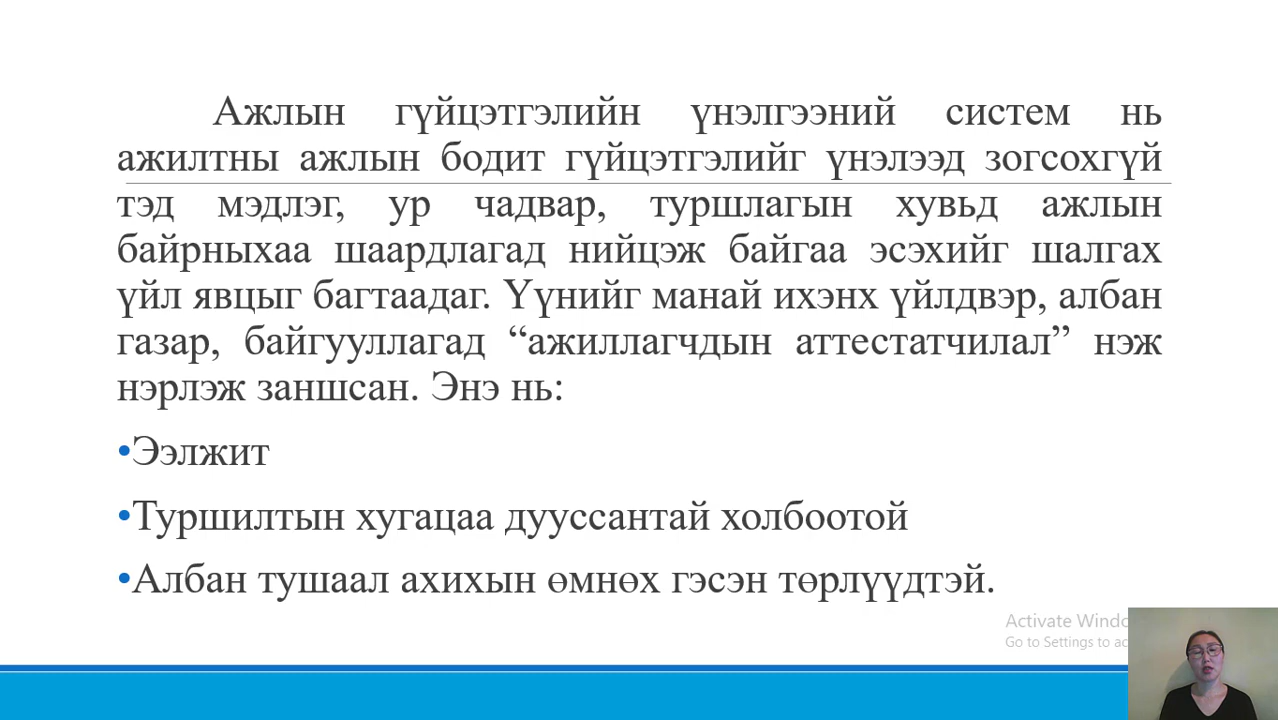 Ажлын гүйцэтгэлийн үнэлгээний систем нь
ажилтны ажлын бодит гүйцэтгэлийг үнэлээд зогсохгүй
тэд мэдлэг, ур чадвар, туршлагын хувьд ажлын
байрныхаа шаардлагад нийцэж байгаа эсэхийг шалгах
үйл явцыг багтаадаг. Үүнийг манай ихэнх үйлдвэр, албан
газар, байгууллагад “ажиллагчдын аттестатчилал” нэж
нэрлэж заншсан. Энэ нь:
•Ээлжит
•Туршилтын хугацаа дууссантай холбоотой
•Албан тушаал ахихын өмнөх гэсэн төрлүүдтэй.
Activate
Go to Settings to